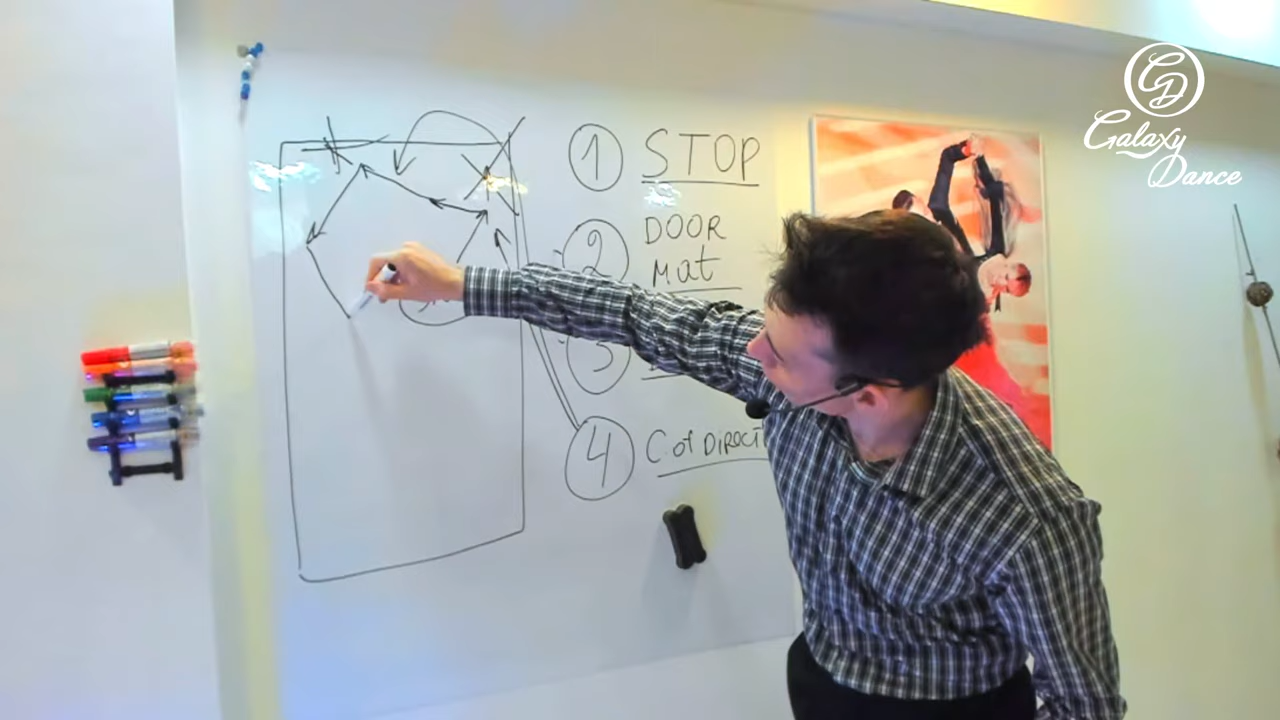 Galaxy
Dance
1 STOP
2 DOOR
Mat
3
4 C. of DIRECT